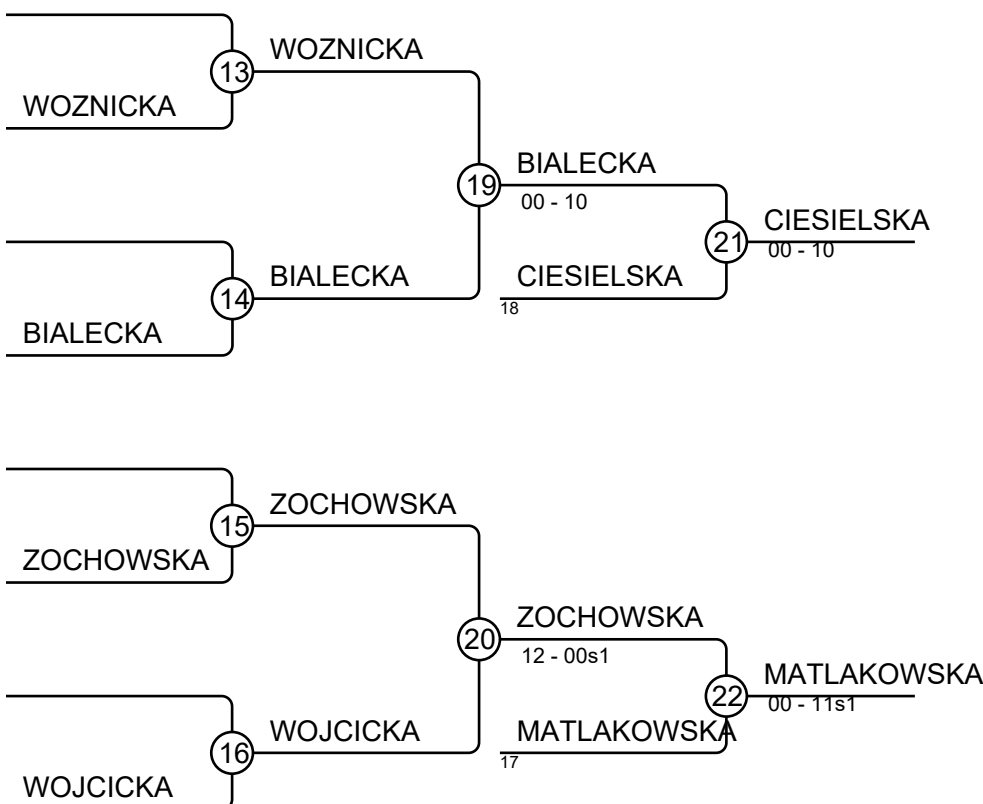 WOZNICKA
13
WOZNICKA
BIALECKA
19
00 - 10
CIESIELSKA
21
00 - 10
BIALECKA
CIESIELSKA
14
18
BIALECKA
ZOCHOWSKA
15
ZOCHOWSKA
ZOCHOWSKA
20
12 - 00s1
MATLAKOWSKA
22
00 - 11s1
WOJCICKA
MATLAKOWSKA
16
17
WOJCICKA